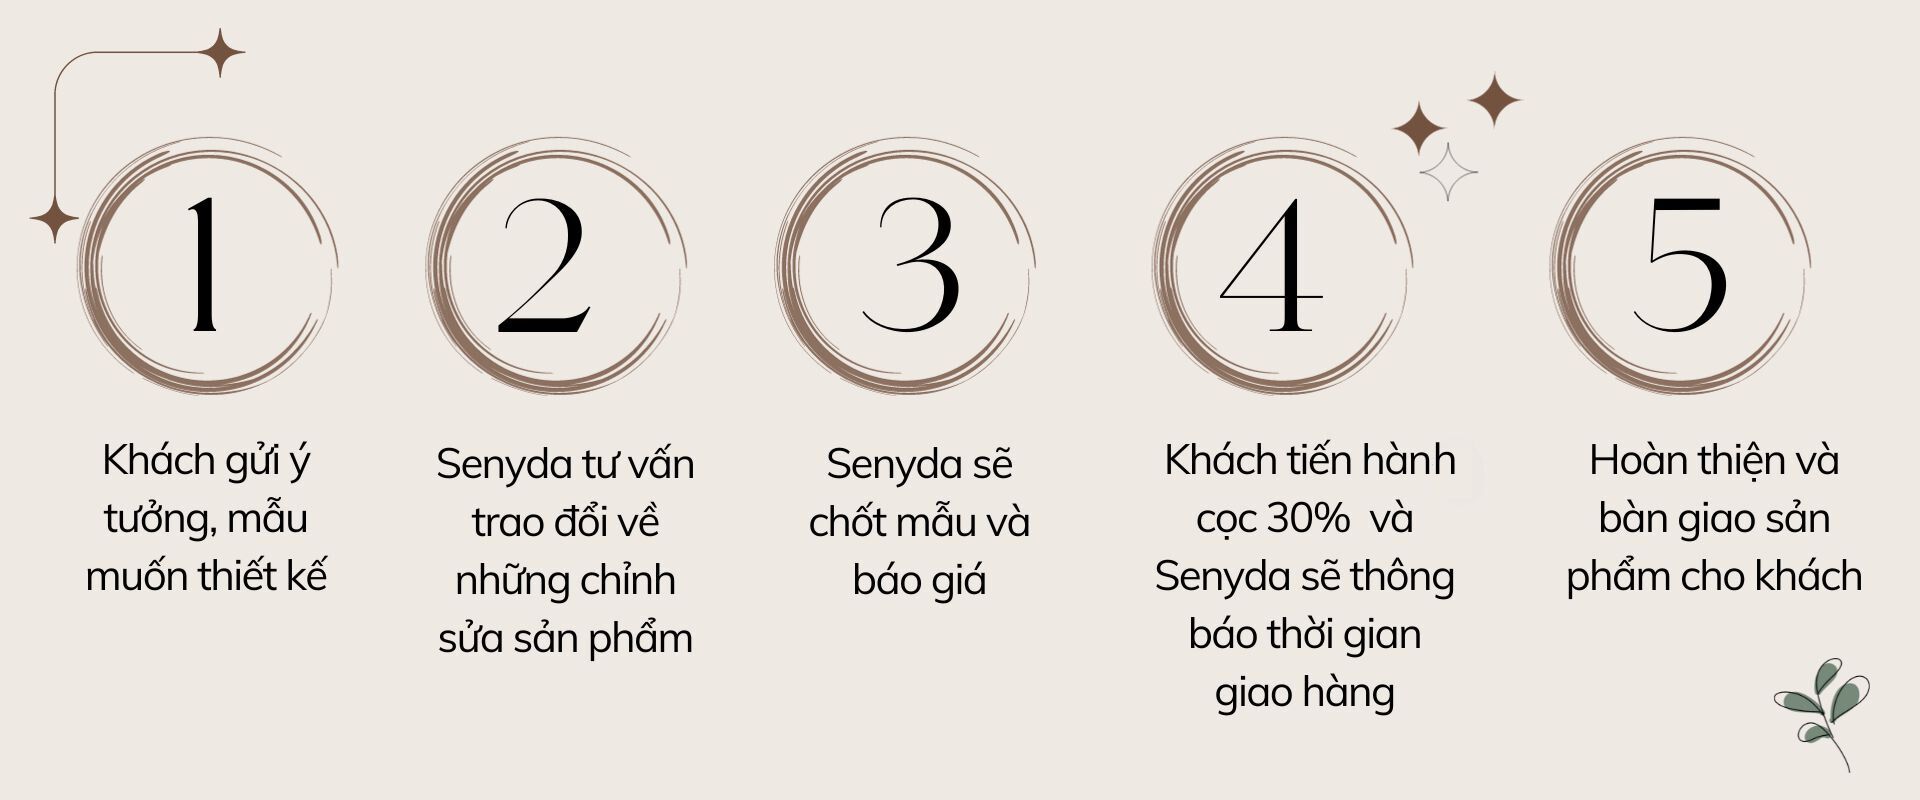 1
Khách gửi ý
tưởng, mẫu
muốn thiết kế
2
Senyda tư vấn
trao đổi về
những chỉnh
sửa sản phẩm
3
Senyda sẽ
chốt mẫu và
báo giá
4
Khách tiến hành
cọc 30% và
Senyda sẽ thông
báo thời gian
giao hàng
5
Hoàn thiện và
bàn giao sản
phẩm cho khách